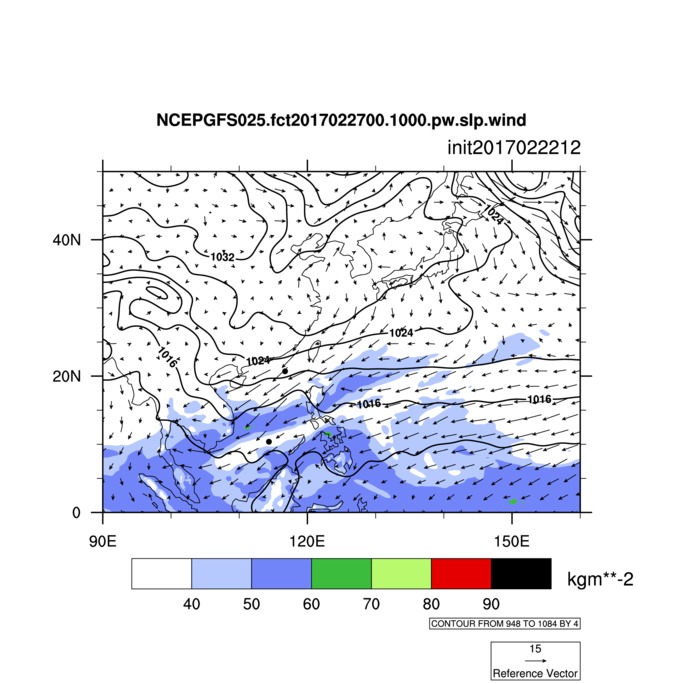 NCEPGFS025.fct2017022700.1000.pw.slp.wind
init2017022212
1024
40N
1032
1016
1024
1024
20N
1016
1016
0
90E 120E 150E
40 50 60 70 80 90 kgm**-2
CONTOUR FROM 948 TO 1084 BY 4
15
Reference Vector